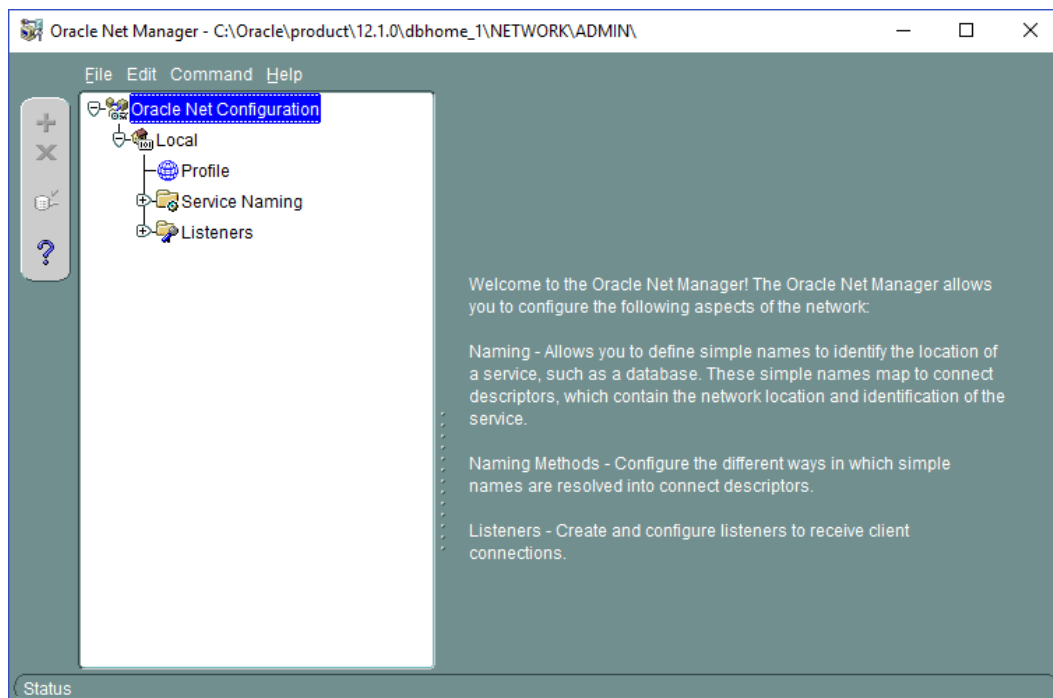 Oracle Net Manager - C:\Oracle\product\12.1.0\dbhome_1\NETWORK\ADMIN\
File Edit Command Help
Oracle Net Configuration
Local
Profile
Service Naming
Listeners
Welcome to the Oracle Net Manager! The Oracle Net Manager allows
you to configure the following aspects of the network:
Naming - Allows you to define simple names to identify the location of
a service, such as a database. These simple names map to connect
descriptors, which contain the network location and identification of the
service.
Naming Methods - Configure the different ways in which simple
names are resolved into connect descriptors.
Listeners - Create and configure listeners to receive client
connections.
Status